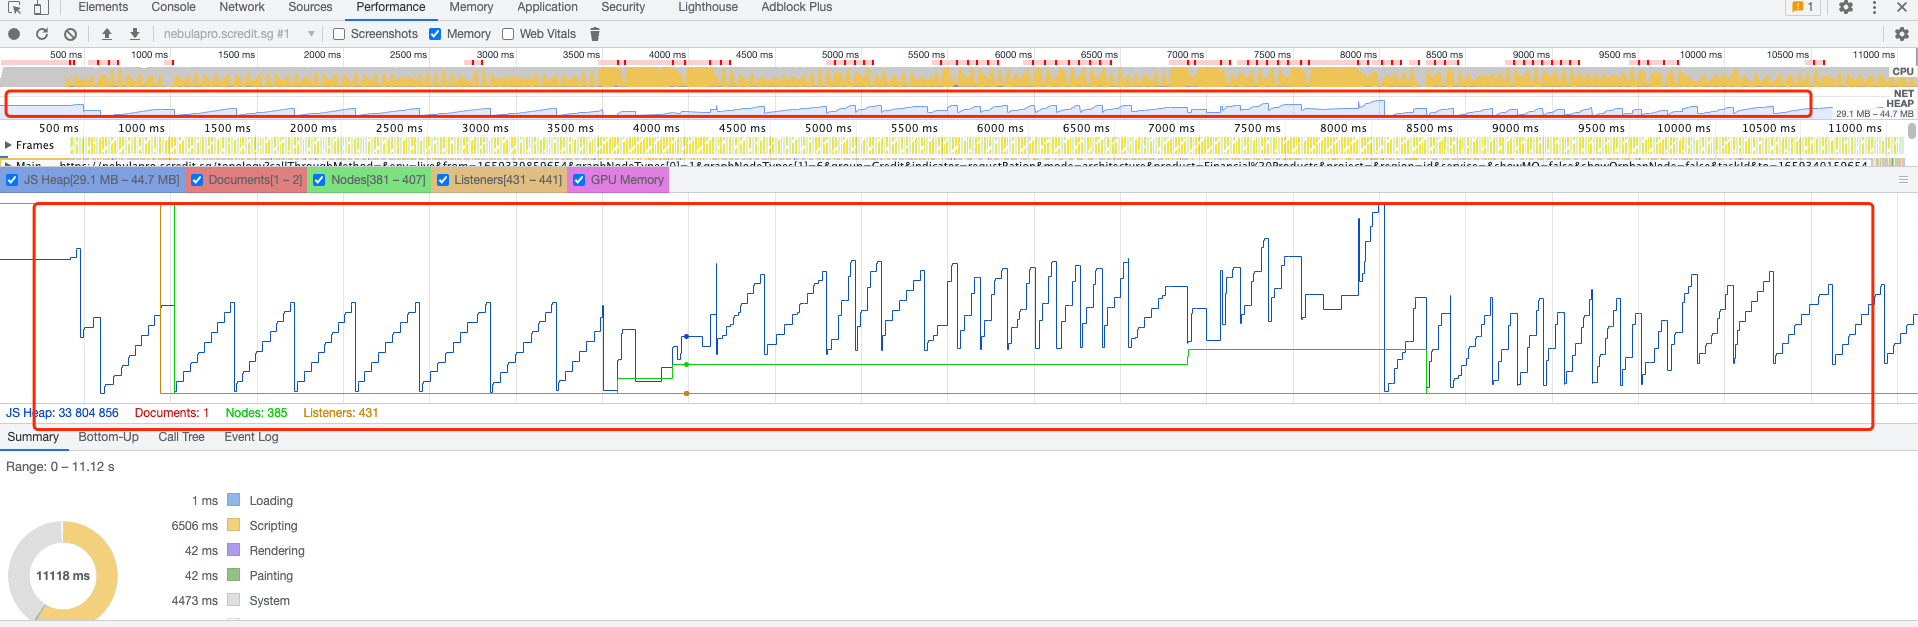 Elements Console Network Sources Performance Memory Application Security Lighthouse Adblock Plus 1
nebulapro.scredit.sg #1 Screenshots Memory Web Vitals
500 ms 1000 ms 1500 ms 2000 ms 2500 ms 3000 ms 3500 ms 4000 ms 4500 ms 5000 ms 5500 ms 6000 ms 6500 ms 7000 ms 7500 ms 8000 ms 8500 ms 9000 ms 9500 ms 10000 ms 10500 ms 11000 ms
CPU
NET
HEAP
29.1 MB – 44.7 MB
500 ms 1000 ms 1500 ms 2000 ms 2500 ms 3000 ms 3500 ms 4000 ms 4500 ms 5000 ms 5500 ms 6000 ms 6500 ms 7000 ms 7500 ms 8000 ms 8500 ms 9000 ms 9500 ms 10000 ms 10500 ms 11000 ms
Frames
JS Heap[29.1 MB – 44.7 MB] Documents[1 – 2] Nodes[381 – 407] Listeners[431 – 441] GPU Memory
JS Heap: 33 804 856 Documents: 1 Nodes: 385 Listeners: 431
Summary Bottom-Up Call Tree Event Log
Range: 0 – 11.12 s
1 ms Loading
6506 ms Scripting
42 ms Rendering
11118 ms
42 ms Painting
4473 ms System